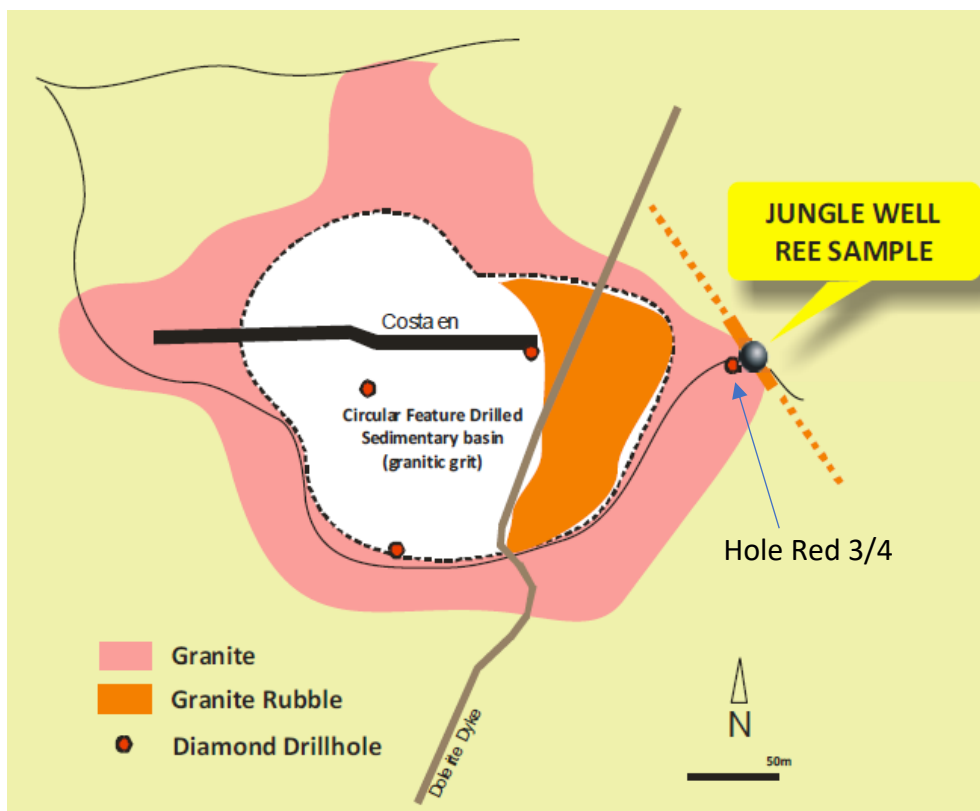 JUNGLE WELL
REE SAMPLE
Costa en
Circular Feature Drilled
Sedimentary basin
(granitic grit)
Hole Red 3/4
Granite
Granite Rubble
Diamond Drillhole
Dolerite Dyke
N
50m